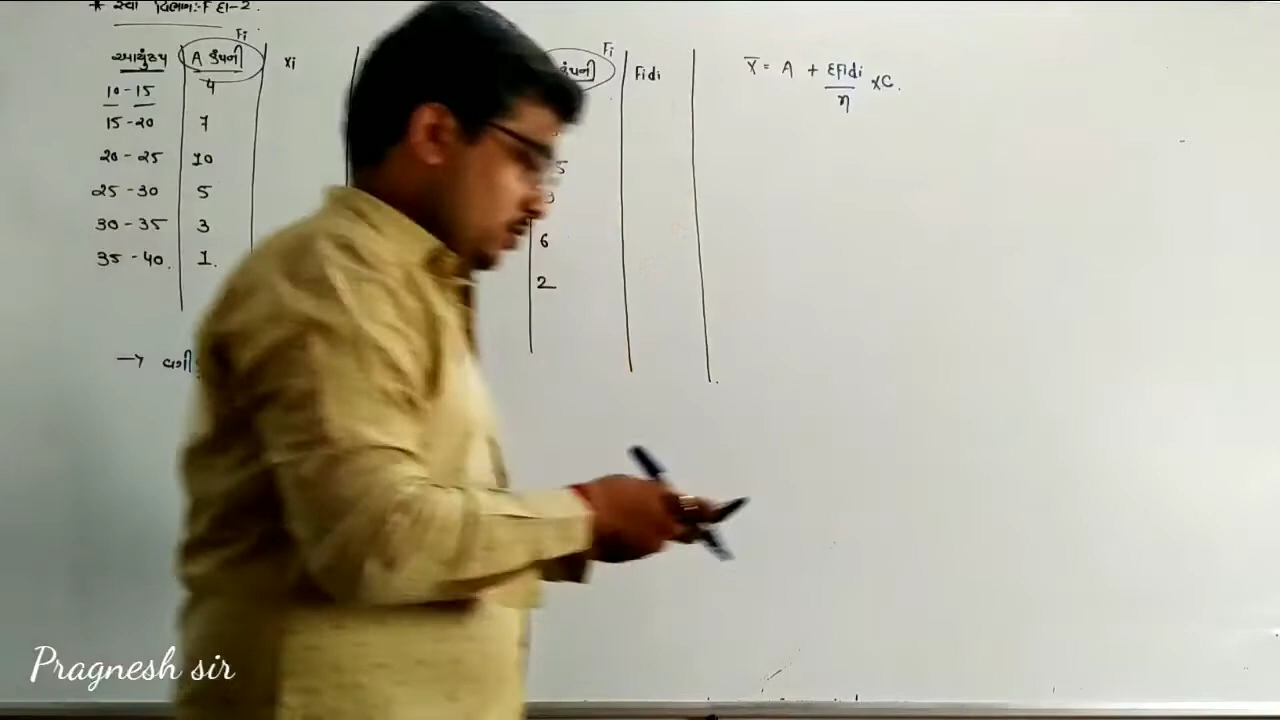 * સ્વા વિભાગ:- F દા-2.
આયુષ્ય A કંપની Fi xi Fi Fidi
10-15 4
15-20 7
20-25 10
25-30 5
30-35 3 6
35-40. 1. 2
x̄ = A + ΣFidi / n × C.
→
Pragnesh sir